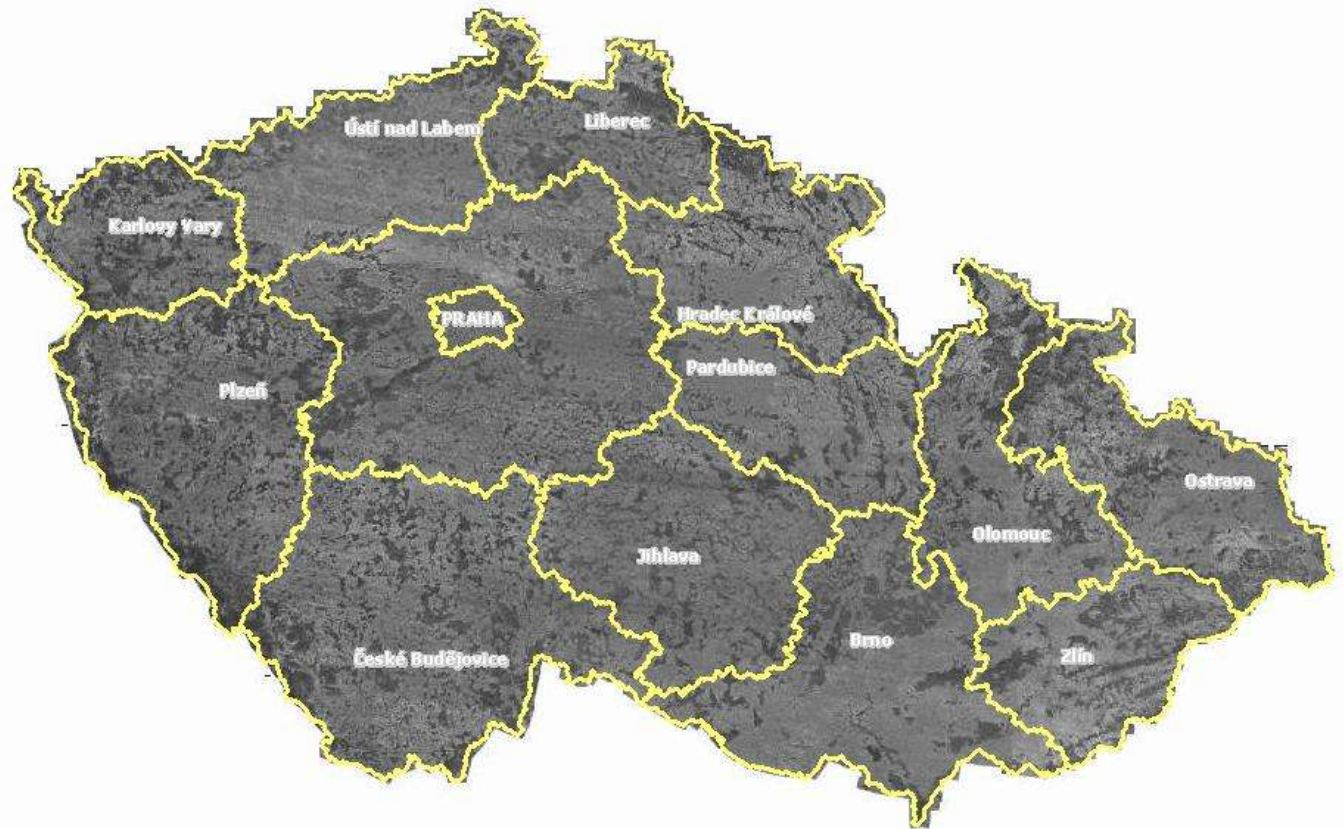 Ústí nad Labem
Liberec
Karlovy Vary
PRAHA
Hradec Králové
Plzeň
Pardubice
Ostrava
Olomouc
Jihlava
Brno
České Budějovice
Zlín